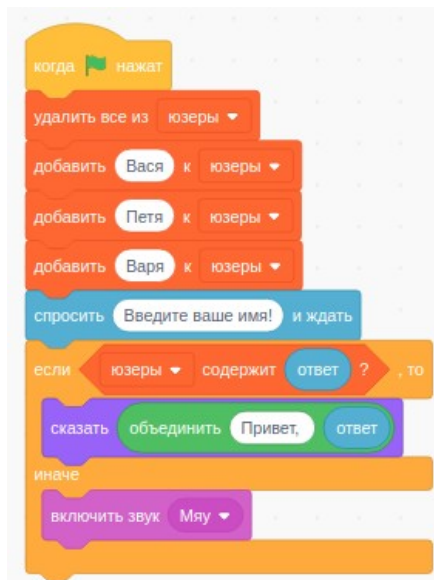 когда нажат
удалить все из юзеры
добавить Вася к юзеры
добавить Петя к юзеры
добавить Варя к юзеры
спросить Введите ваше имя! и ждать
если юзеры содержит ответ ? , то
сказать объединить Привет, ответ
иначе
включить звук Мяу